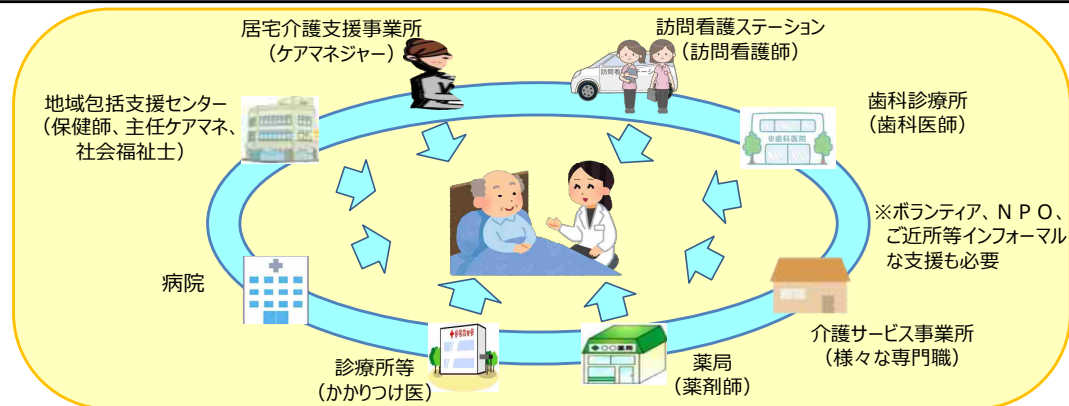 居宅介護支援事業所
（ケアマネジャー）
訪問看護ステーション
（訪問看護師）
地域包括支援センター
（保健師、主任ケアマネ、
社会福祉士）
歯科診療所
（歯科医師）
歯科医院
※ボランティア、ＮＰＯ、
ご近所等インフォーマル
な支援も必要
病院
介護サービス事業所
（様々な専門職）
診療所等
（かかりつけ医）
○○薬局
薬局
（薬剤師）